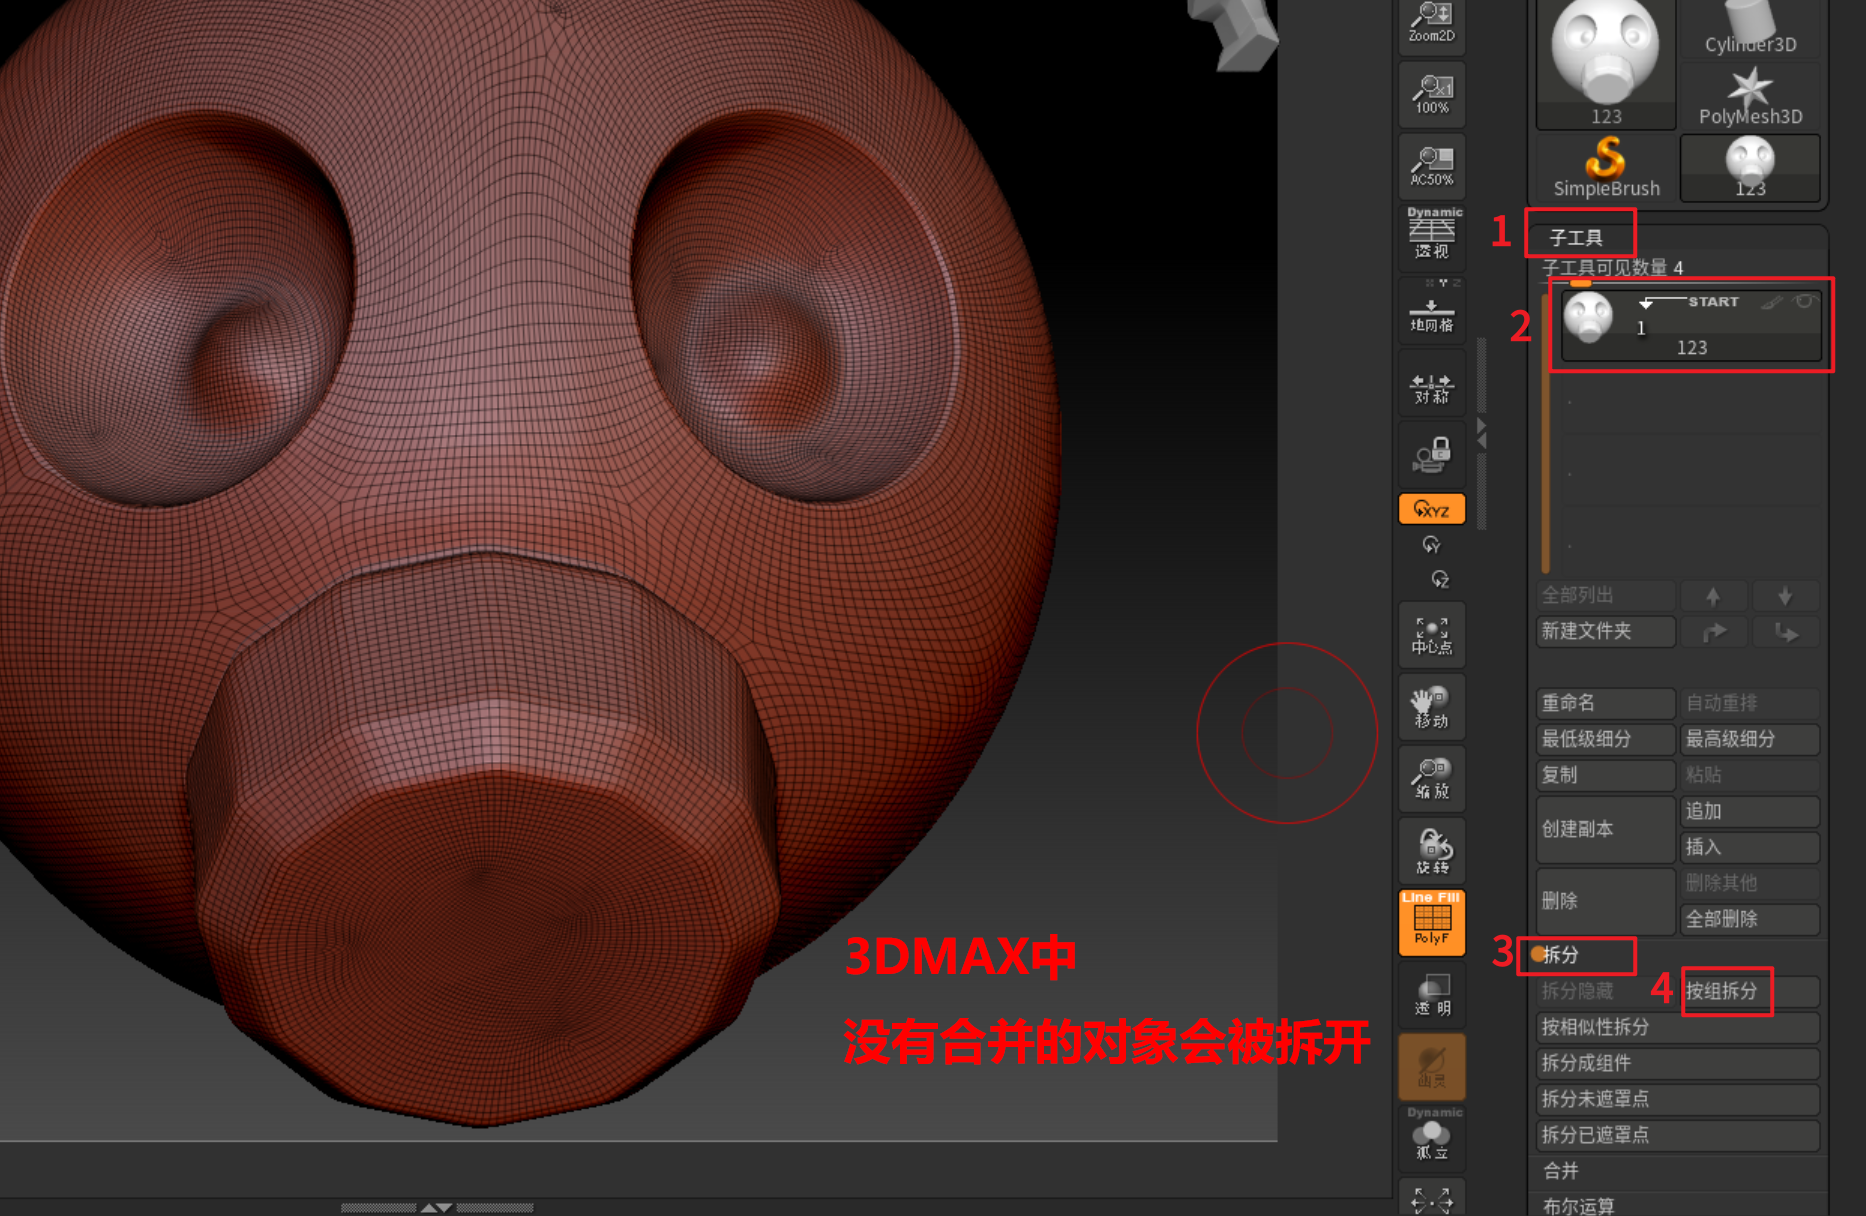 Zoom2D
100%
AC50%
Dynamic
透视
地网格
对称
XYZ
Y
Z
中心点
移动
缩放
旋转
Line Fill
PolyF
透明
Dynamic
孤立
3DMAX中
没有合并的对象会被拆开
123
Cylinder3D
PolyMesh3D
SimpleBrush
123
1
子工具
子工具可见数量 4
2
START
1
123
全部列出
新建文件夹
重命名
自动重排
最低级细分
最高级细分
复制
粘贴
创建副本
追加
插入
删除
删除其他
全部删除
3
拆分
拆分隐藏
4
按组拆分
按相似性拆分
拆分成组件
拆分未遮罩点
拆分已遮罩点
合并
布尔运算